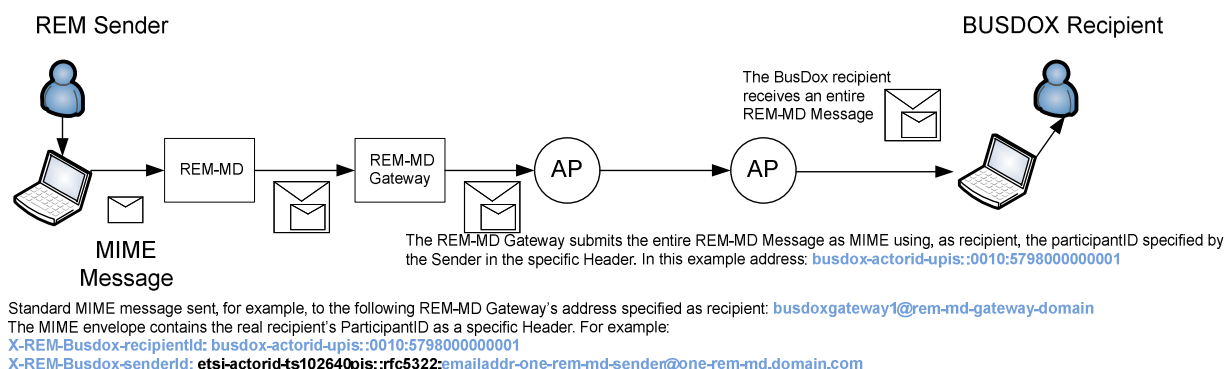 REM Sender
BUSDOX Recipient
The BusDox recipient
receives an entire
REM-MD Message
REM-MD
REM-MD
Gateway
AP
AP
MIME
Message
The REM-MD Gateway submits the entire REM-MD Message as MIME using, as recipient, the participantID specified by
the Sender in the specific Header. In this example address: busdox-actorid-upis::0010:5798000000001
Standard MIME message sent, for example, to the following REM-MD Gateway's address specified as recipient: busdoxgateway1@rem-md-gateway-domain
The MIME envelope contains the real recipient's ParticipantID as a specific Header. For example:
X-REM-Busdox-recipientId: busdox-actorid-upis::0010:5798000000001
X-REM-Busdox-senderId: etsi-actorid-ts102640pis::rfc5322:emailaddr-one-rem-md-sender@one-rem-md.domain.com